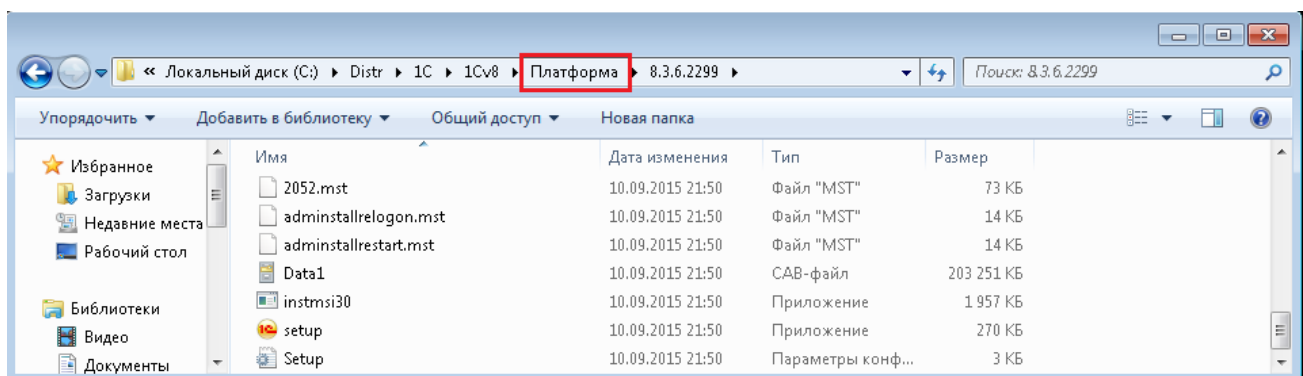 « Локальный диск (C:) ▸ Distr ▸ 1C ▸ 1Cv8 ▸ Платформа ▸ 8.3.6.2299 ▸ Поиск: 8.3.6.2299
Упорядочить Добавить в библиотеку Общий доступ Новая папка
Избранное
Загрузки
Недавние места
Рабочий стол
Библиотеки
Видео
Документы
Имя Дата изменения Тип Размер
2052.mst 10.09.2015 21:50 Файл "MST" 73 КБ
adminstallrelogon.mst 10.09.2015 21:50 Файл "MST" 14 КБ
adminstallrestart.mst 10.09.2015 21:50 Файл "MST" 14 КБ
Data1 10.09.2015 21:50 CAB-файл 203 251 КБ
instmsi30 10.09.2015 21:50 Приложение 1 957 КБ
setup 10.09.2015 21:50 Приложение 270 КБ
Setup 10.09.2015 21:50 Параметры конф... 3 КБ